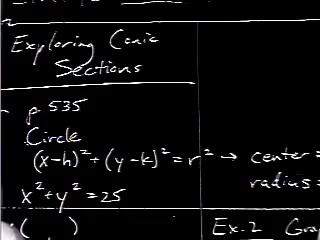 Exploring Conic
Sections
p. 535
Circle
(x-h)²+(y-k)²=r² → center =
radius =
x²+y²=25
( )
Ex. 2 Gra